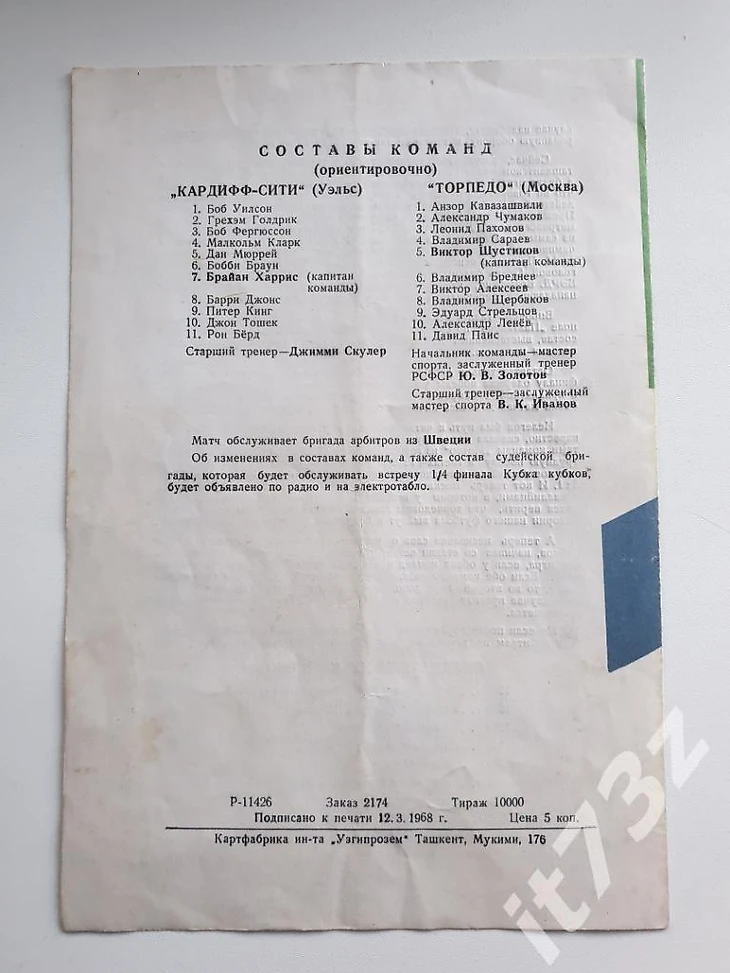 СОСТАВЫ КОМАНД
(ориентировочно)
„КАРДИФФ-СИТИ“ (Уэльс)
1. Боб Уилсон
2. Грехэм Голдрик
3. Боб Фергюссон
4. Малкольм Кларк
5. Дан Мюррей
6. Бобби Браун
7. Брайан Харрис (капитан
команды)
8. Барри Джонс
9. Питер Кинг
10. Джон Тошек
11. Рон Бёрд
Старший тренер—Джимми Скулер
“ТОРПЕДО“ (Москва)
1. Анзор Кавазашвили
2. Александр Чумаков
3. Леонид Пахомов
4. Владимир Сараев
5. Виктор Шустиков
(капитан команды)
6. Владимир Бреднев
7. Виктор Алексеев
8. Владимир Щербаков
9. Эдуард Стрельцов
10. Александр Ленёв
11. Давид Паис
Начальник команды—мастер
спорта, заслуженный тренер
РСФСР Ю. В. Золотов
Старший тренер—заслуженный
мастер спорта В. К. Иванов
Матч обслуживает бригада арбитров из Швеции
Об изменениях в составах команд, а также состав судейской бри-
гады, которая будет обслуживать встречу 1/4 финала Кубка кубков,
будет объявлено по радио и на электротабло.
Р-11426 Заказ 2174 Тираж 10000
Подписано к печати 12.3.1968 г. Цена 5 коп.
Картфабрика ин-та „Узгипрозем“ Ташкент, Мукими, 176
it73z